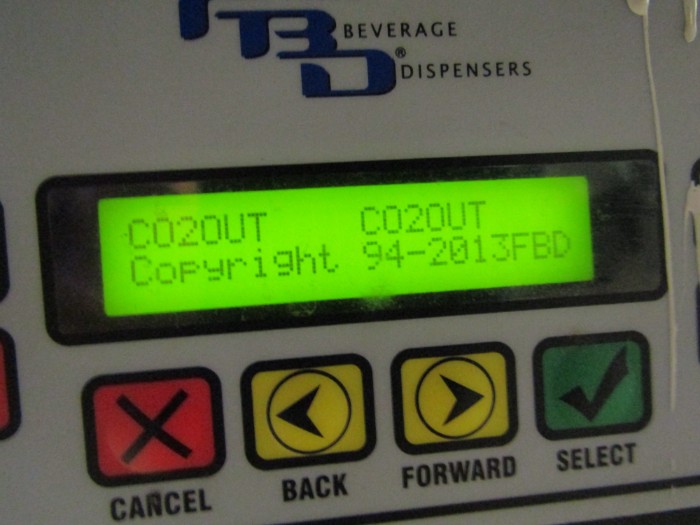 FBD BEVERAGE
DISPENSERS
CO2OUT CO2OUT
Copyright 94-2013FBD
CANCEL BACK FORWARD SELECT